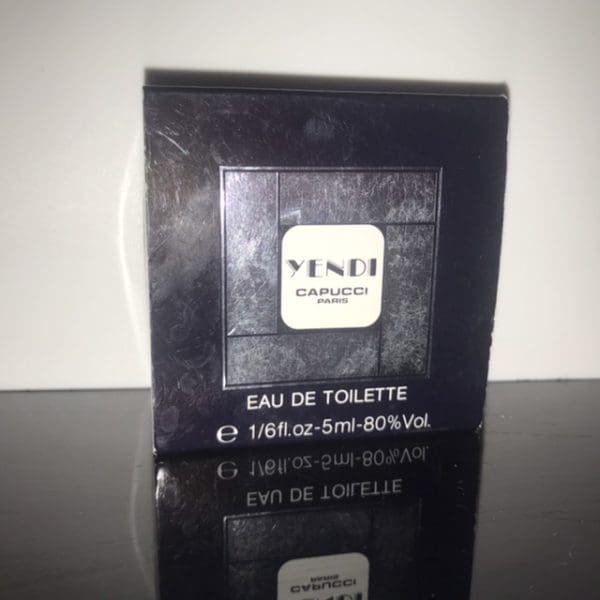 YENDI
CAPUCCI
PARIS
EAU DE TOILETTE
℮ 1/6fl.oz-5ml-80%Vol.